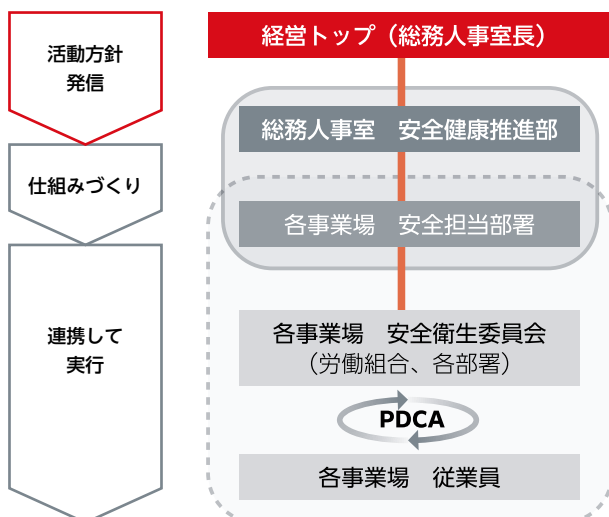 活動方針
発信
経営トップ（総務人事室長）
総務人事室　安全健康推進部
仕組みづくり
各事業場　安全担当部署
連携して
実行
各事業場　安全衛生委員会
（労働組合、各部署）
PDCA
各事業場　従業員